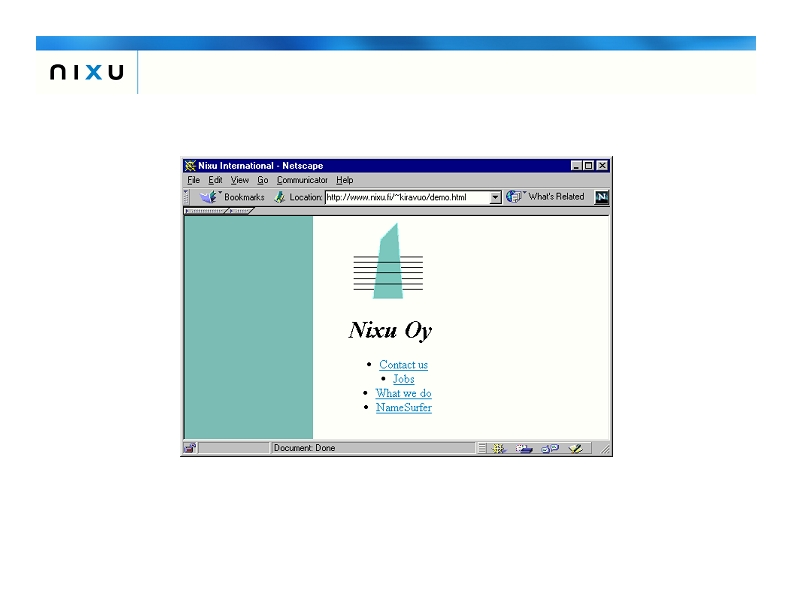 nixu
Nixu International - Netscape
File Edit View Go Communicator Help
Bookmarks Location: http://www.nixu.fi/~kiravuo/demo.html What's Related N
Nixu Oy
• Contact us
• Jobs
• What we do
• NameSurfer
Document: Done